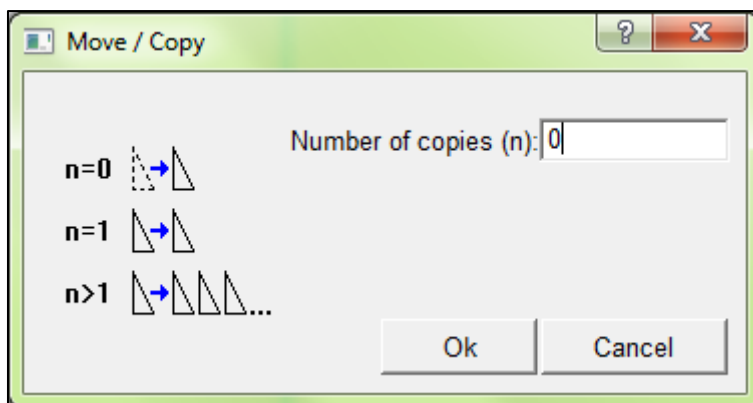 Move / Copy
Number of copies (n): 0
n=0
n=1
n>1 ...
Ok Cancel